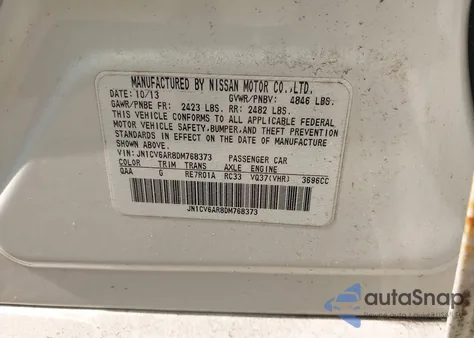 MANUFACTURED BY NISSAN MOTOR CO.,LTD.
DATE: 10/13 GVWR/PNBV: 4846 LBS.
GAWR/PNBE FR: 2423 LBS. RR: 2482 LBS.
THIS VEHICLE CONFORMS TO ALL APPLICABLE FEDERAL
MOTOR VEHICLE SAFETY,BUMPER,AND THEFT PREVENTION
STANDARDS IN EFFECT ON THE DATE OF MANUFACTURE
SHOWN ABOVE.
VIN: JN1CV6AR8DM768373 PASSENGER CAR
COLOR TRIM TRANS AXLE ENGINE
QAA G RE7R01A RC33 VQ37(VHR) 3696CC
JN1CV6AR8DM768373
autoSnap